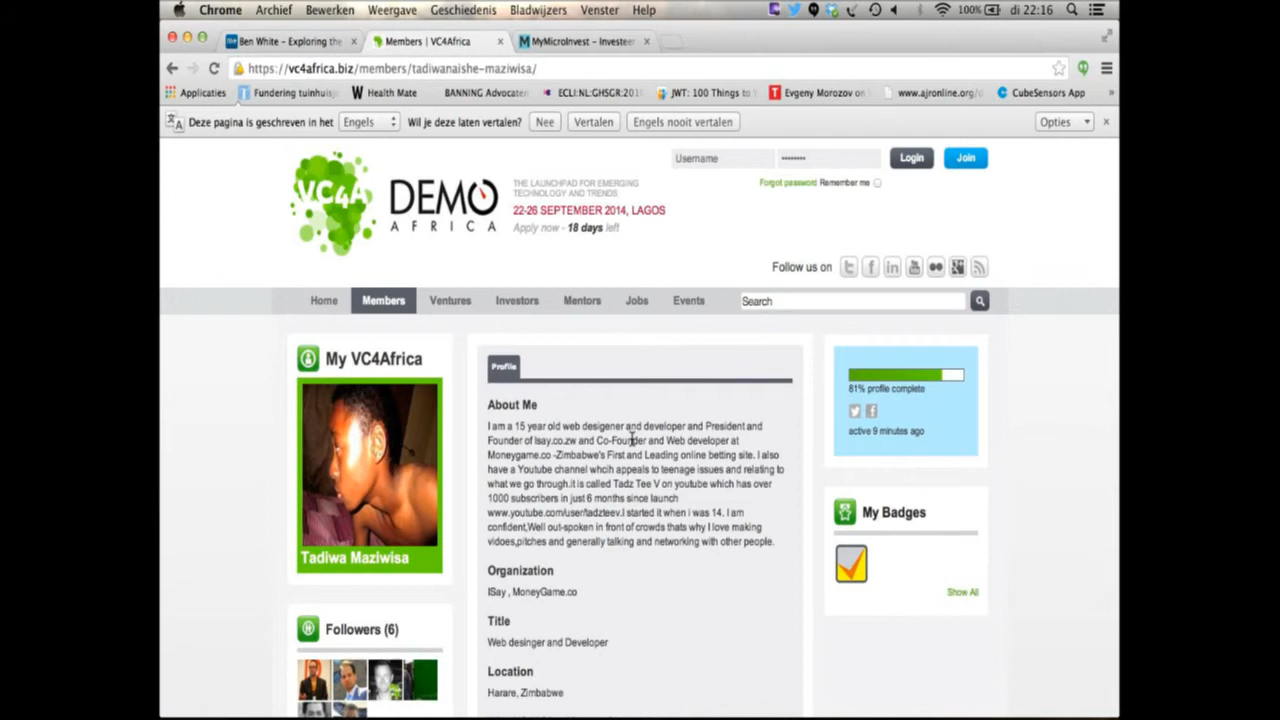 Chrome Archief Bewerken Weergave Geschiedenis Bladwijzers Venster Help 100% di 22:16
Ben White - Exploring the Members | VC4Africa MyMicroInvest - Investeer
https://vc4africa.biz/members/tadiwanaishe-maziwisa/
Applicaties Fundering tuinhuis Health Mate BANNING Advocaten ECLI:NL:GHSGR:201 JWT: 100 Things to Evgeny Morozov on www.ajronline.org/ CubeSensors App »
Deze pagina is geschreven in het Engels Wil je deze laten vertalen? Nee Vertalen Engels nooit vertalen Opties
Username •••••••• Login Join
Forgot password Remember me
VC4A
DEMO
AFRICA
THE LAUNCHPAD FOR EMERGING
TECHNOLOGY AND TRENDS
22-26 SEPTEMBER 2014, LAGOS
Apply now - 18 days left
Follow us on
Home Members Ventures Investors Mentors Jobs Events Search
My VC4Africa
Tadiwa Maziwisa
Followers (6)
Profile
About Me
I am a 15 year old web desigener and developer and President and
Founder of Isay.co.zw and Co-Founder and Web developer at
Moneygame.co -Zimbabwe's First and Leading online betting site. I also
have a Youtube channel whcih appeals to teenage issues and relating to
what we go through.it is called Tadz Tee V on youtube which has over
1000 subscribers in just 6 months since launch
www.youtube.com/user/tadzteev.I started it when i was 14. I am
confident,Well out-spoken in front of crowds thats why I love making
vidoes,pitches and generally talking and networking with other people.
Organization
ISay , MoneyGame.co
Title
Web desinger and Developer
Location
Harare, Zimbabwe
81% profile complete
active 9 minutes ago
My Badges
Show All